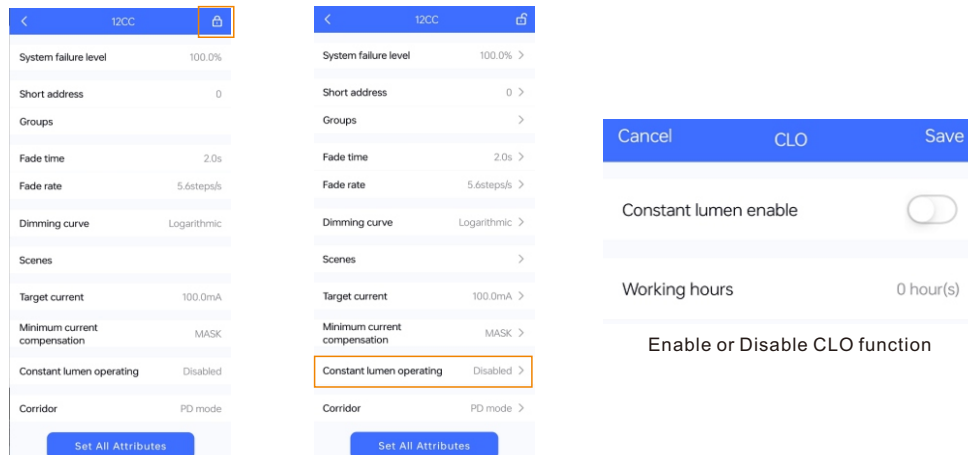 12CC
System failure level 100.0%
Short address 0
Groups
Fade time 2.0s
Fade rate 5.6steps/s
Dimming curve Logarithmic
Scenes
Target current 100.0mA
Minimum current
compensation MASK
Constant lumen operating Disabled
Corridor PD mode
Set All Attributes
12CC
System failure level 100.0%
Short address 0
Groups
Fade time 2.0s
Fade rate 5.6steps/s
Dimming curve Logarithmic
Scenes
Target current 100.0mA
Minimum current
compensation MASK
Constant lumen operating Disabled
Corridor PD mode
Set All Attributes
Cancel CLO Save
Constant lumen enable
Working hours 0 hour(s)
Enable or Disable CLO function